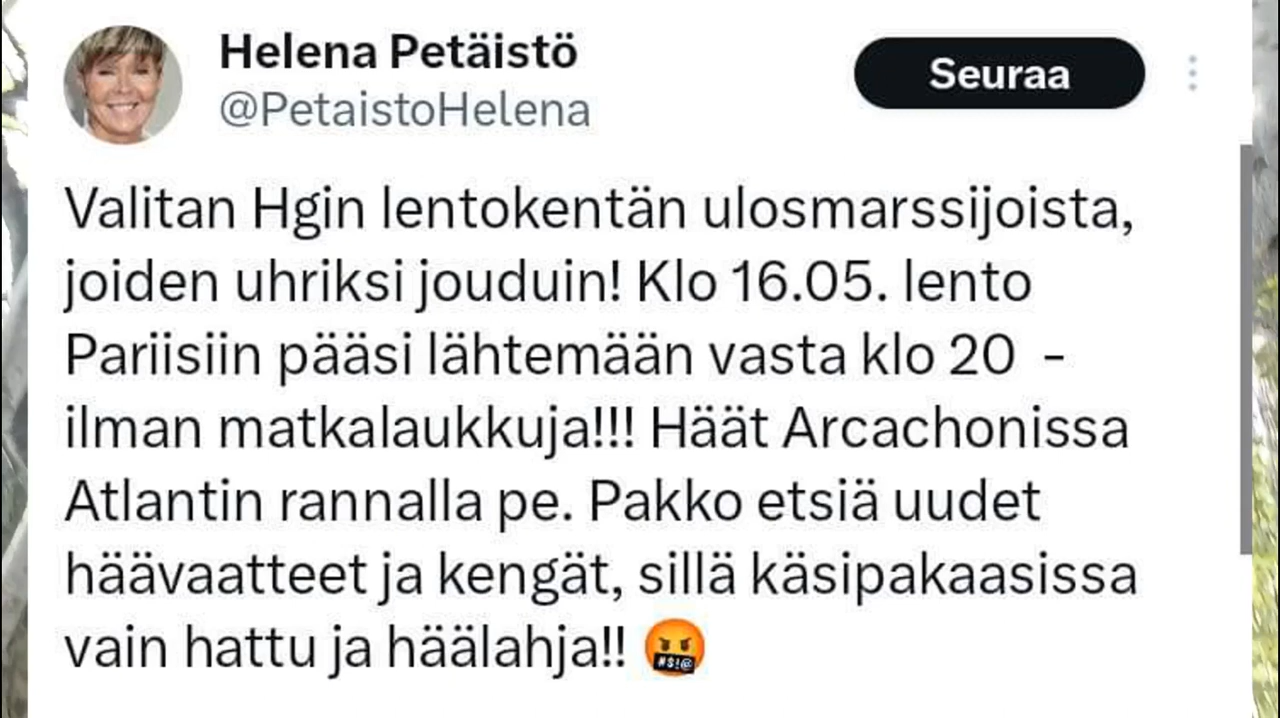 Helena Petäistö
@PetaistoHelena
Seuraa
Valitan Hgin lentokentän ulosmarssijoista,
joiden uhriksi jouduin! Klo 16.05. lento
Pariisiin pääsi lähtemään vasta klo 20 –
ilman matkalaukkuja!!! Häät Arcachonissa
Atlantin rannalla pe. Pakko etsiä uudet
häävaatteet ja kengät, sillä käsipakaasissa
vain hattu ja häälahja!! 🤬